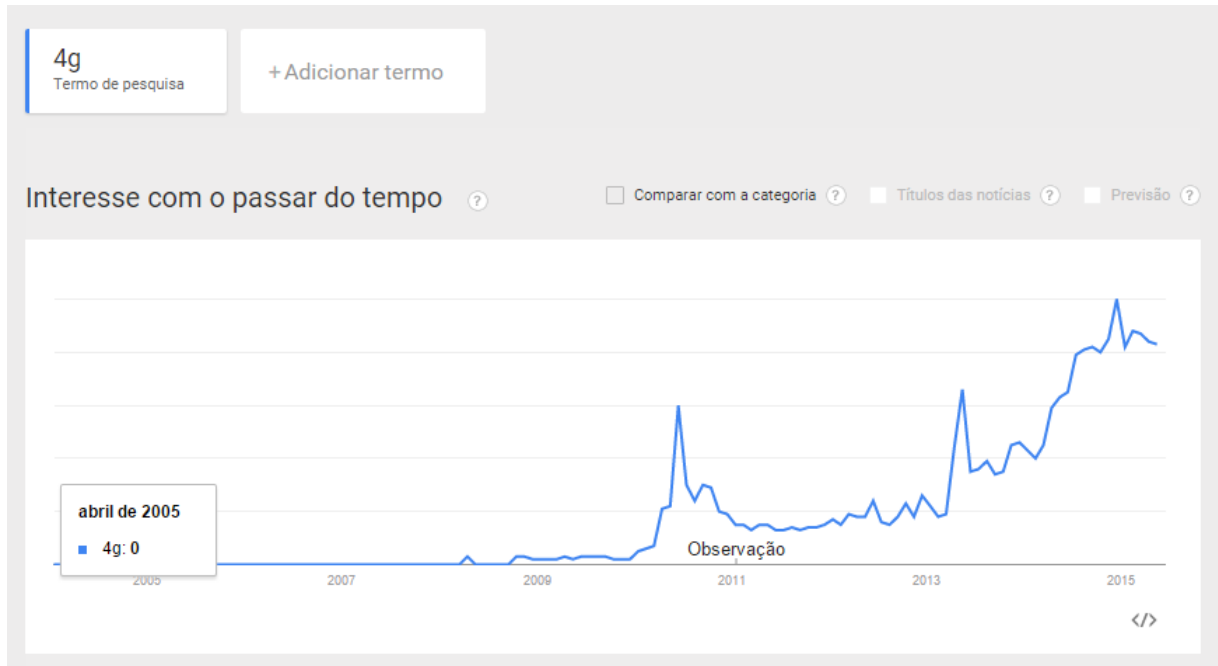 4g
Termo de pesquisa
+Adicionar termo
Interesse com o passar do tempo ?
Comparar com a categoria ?
Títulos das notícias ?
Previsão ?
abril de 2005
4g: 0
Observação
2005
2007
2009
2011
2013
2015
</>